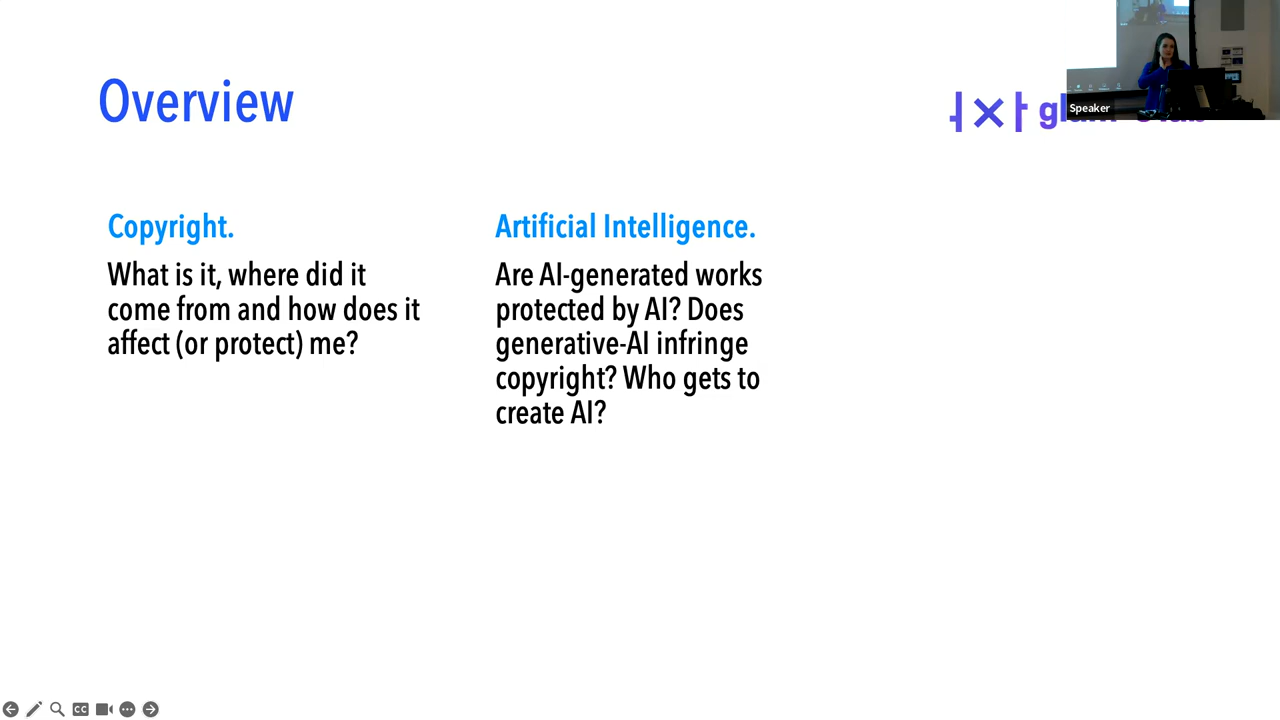 Overview
Speaker
Copyright.
What is it, where did it
come from and how does it
affect (or protect) me?
Artificial Intelligence.
Are AI-generated works
protected by AI? Does
generative-AI infringe
copyright? Who gets to
create AI?
CC